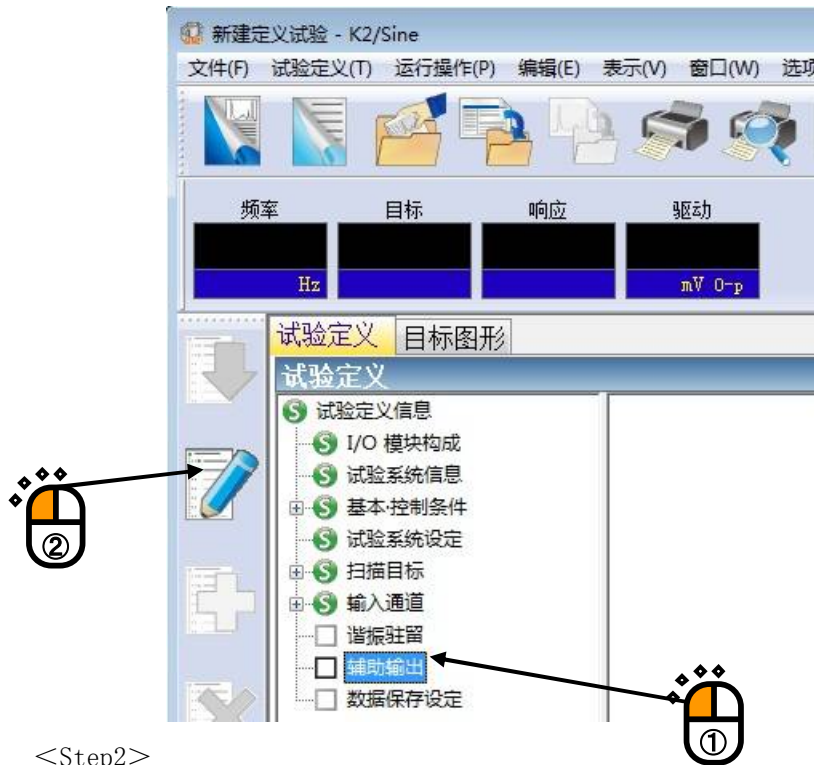 新建定义试验 - K2/Sine
文件(F) 试验定义(T) 运行操作(P) 编辑(E) 表示(V) 窗口(W) 选项
频率 目标 响应 驱动
Hz mV 0-p
试验定义 目标图形
试验定义
S 试验定义信息
S I/O 模块构成
S 试验系统信息
S 基本·控制条件
S 试验系统设定
S 扫描目标
S 输入通道
谐振驻留
辅助输出
数据保存设定
②
①
<Step2>